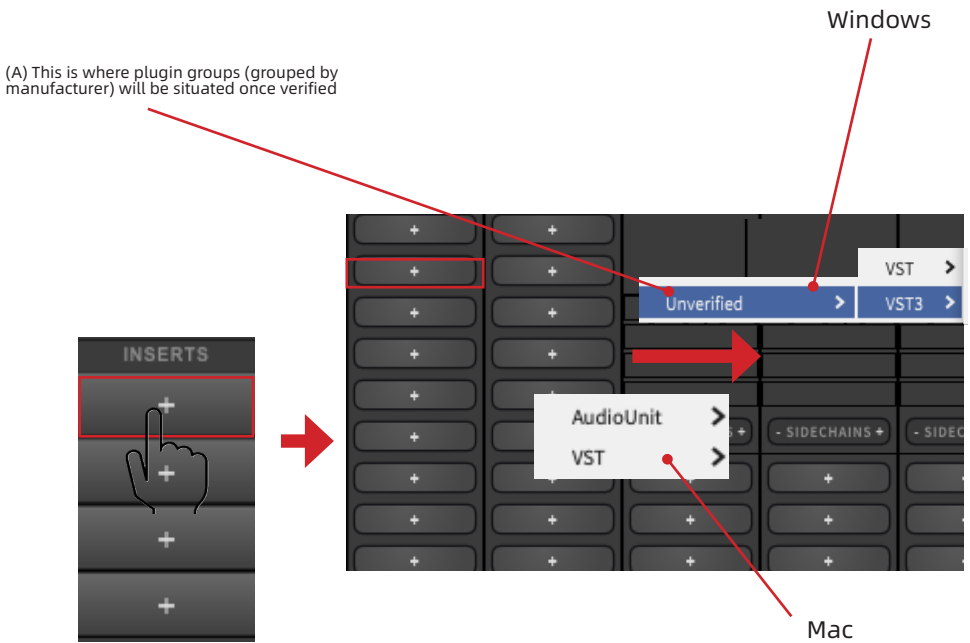 Windows
(A) This is where plugin groups (grouped by
manufacturer) will be situated once verified
+ +
+ + VST >
Unverified > VST3 >
+ +
INSERTS
+ +
+
+
AudioUnit > S + - SIDECHAINS + - SIDEC
+
VST >
+ + +
+
+ + + +
+
+ + + +
Mac